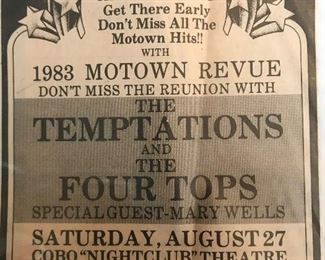 Get There Early
Don't Miss All The
Motown Hits!!
WITH
1983 MOTOWN REVUE
DON'T MISS THE REUNION WITH
THE
TEMPTATIONS
AND
THE
FOUR TOPS
SPECIAL GUEST-MARY WELLS
SATURDAY, AUGUST 27
COBO "NIGHTCLUB" THEATRE